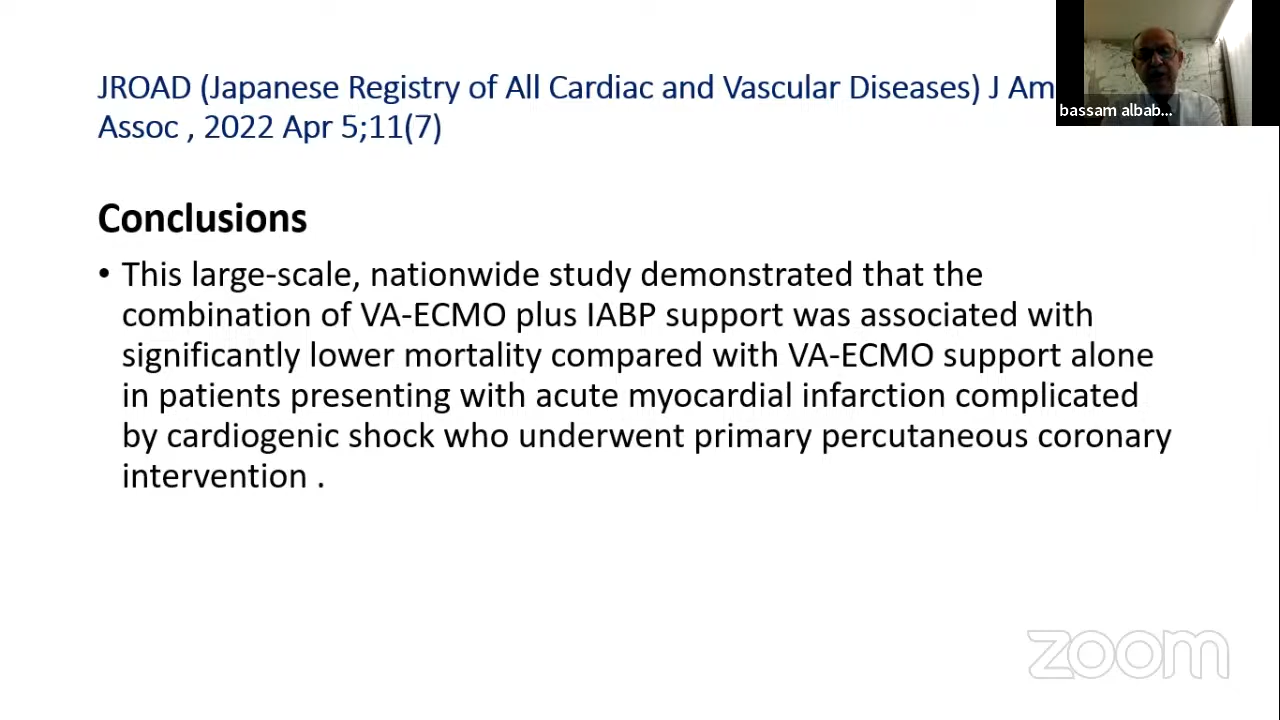 JROAD (Japanese Registry of All Cardiac and Vascular Diseases) J Am
Assoc , 2022 Apr 5;11(7)
bassam albab...
Conclusions
• This large-scale, nationwide study demonstrated that the
combination of VA-ECMO plus IABP support was associated with
significantly lower mortality compared with VA-ECMO support alone
in patients presenting with acute myocardial infarction complicated
by cardiogenic shock who underwent primary percutaneous coronary
intervention .
zoom